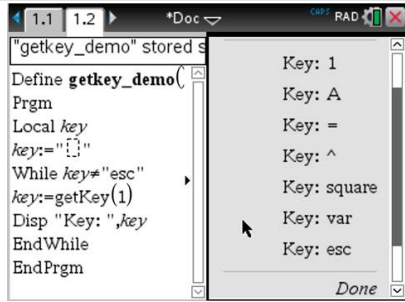 1.1 1.2 *Doc CAPS RAD
"getkey_demo" stored s
Define getkey_demo(
Prgm
Local key
key:=" "
While key≠"esc"
key:=getKey(1)
Disp "Key: ",key
EndWhile
EndPrgm
Key: 1
Key: A
Key: =
Key: ^
Key: square
Key: var
Key: esc
Done